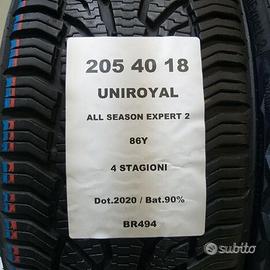 205 40 18
UNIROYAL
ALL SEASON EXPERT 2
86Y
4 STAGIONI
Dot.2020 / Bat.90%
BR494
subito